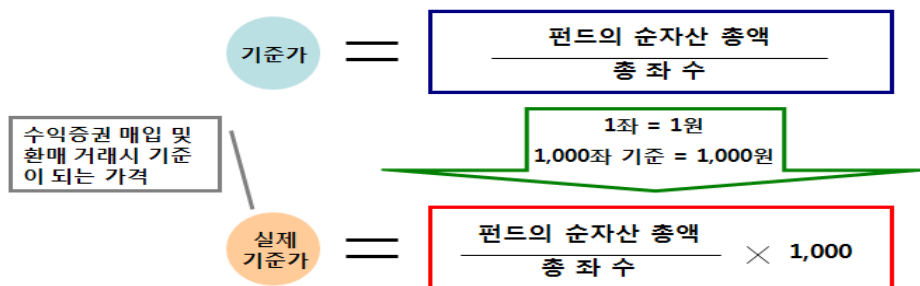 기준가
=
펀드의 순자산 총액
총 좌 수
1좌 = 1원
1,000좌 기준 = 1,000원
수익증권 매입 및
환매 거래시 기준
이 되는 가격
실제
기준가
=
펀드의 순자산 총액
총 좌 수
× 1,000